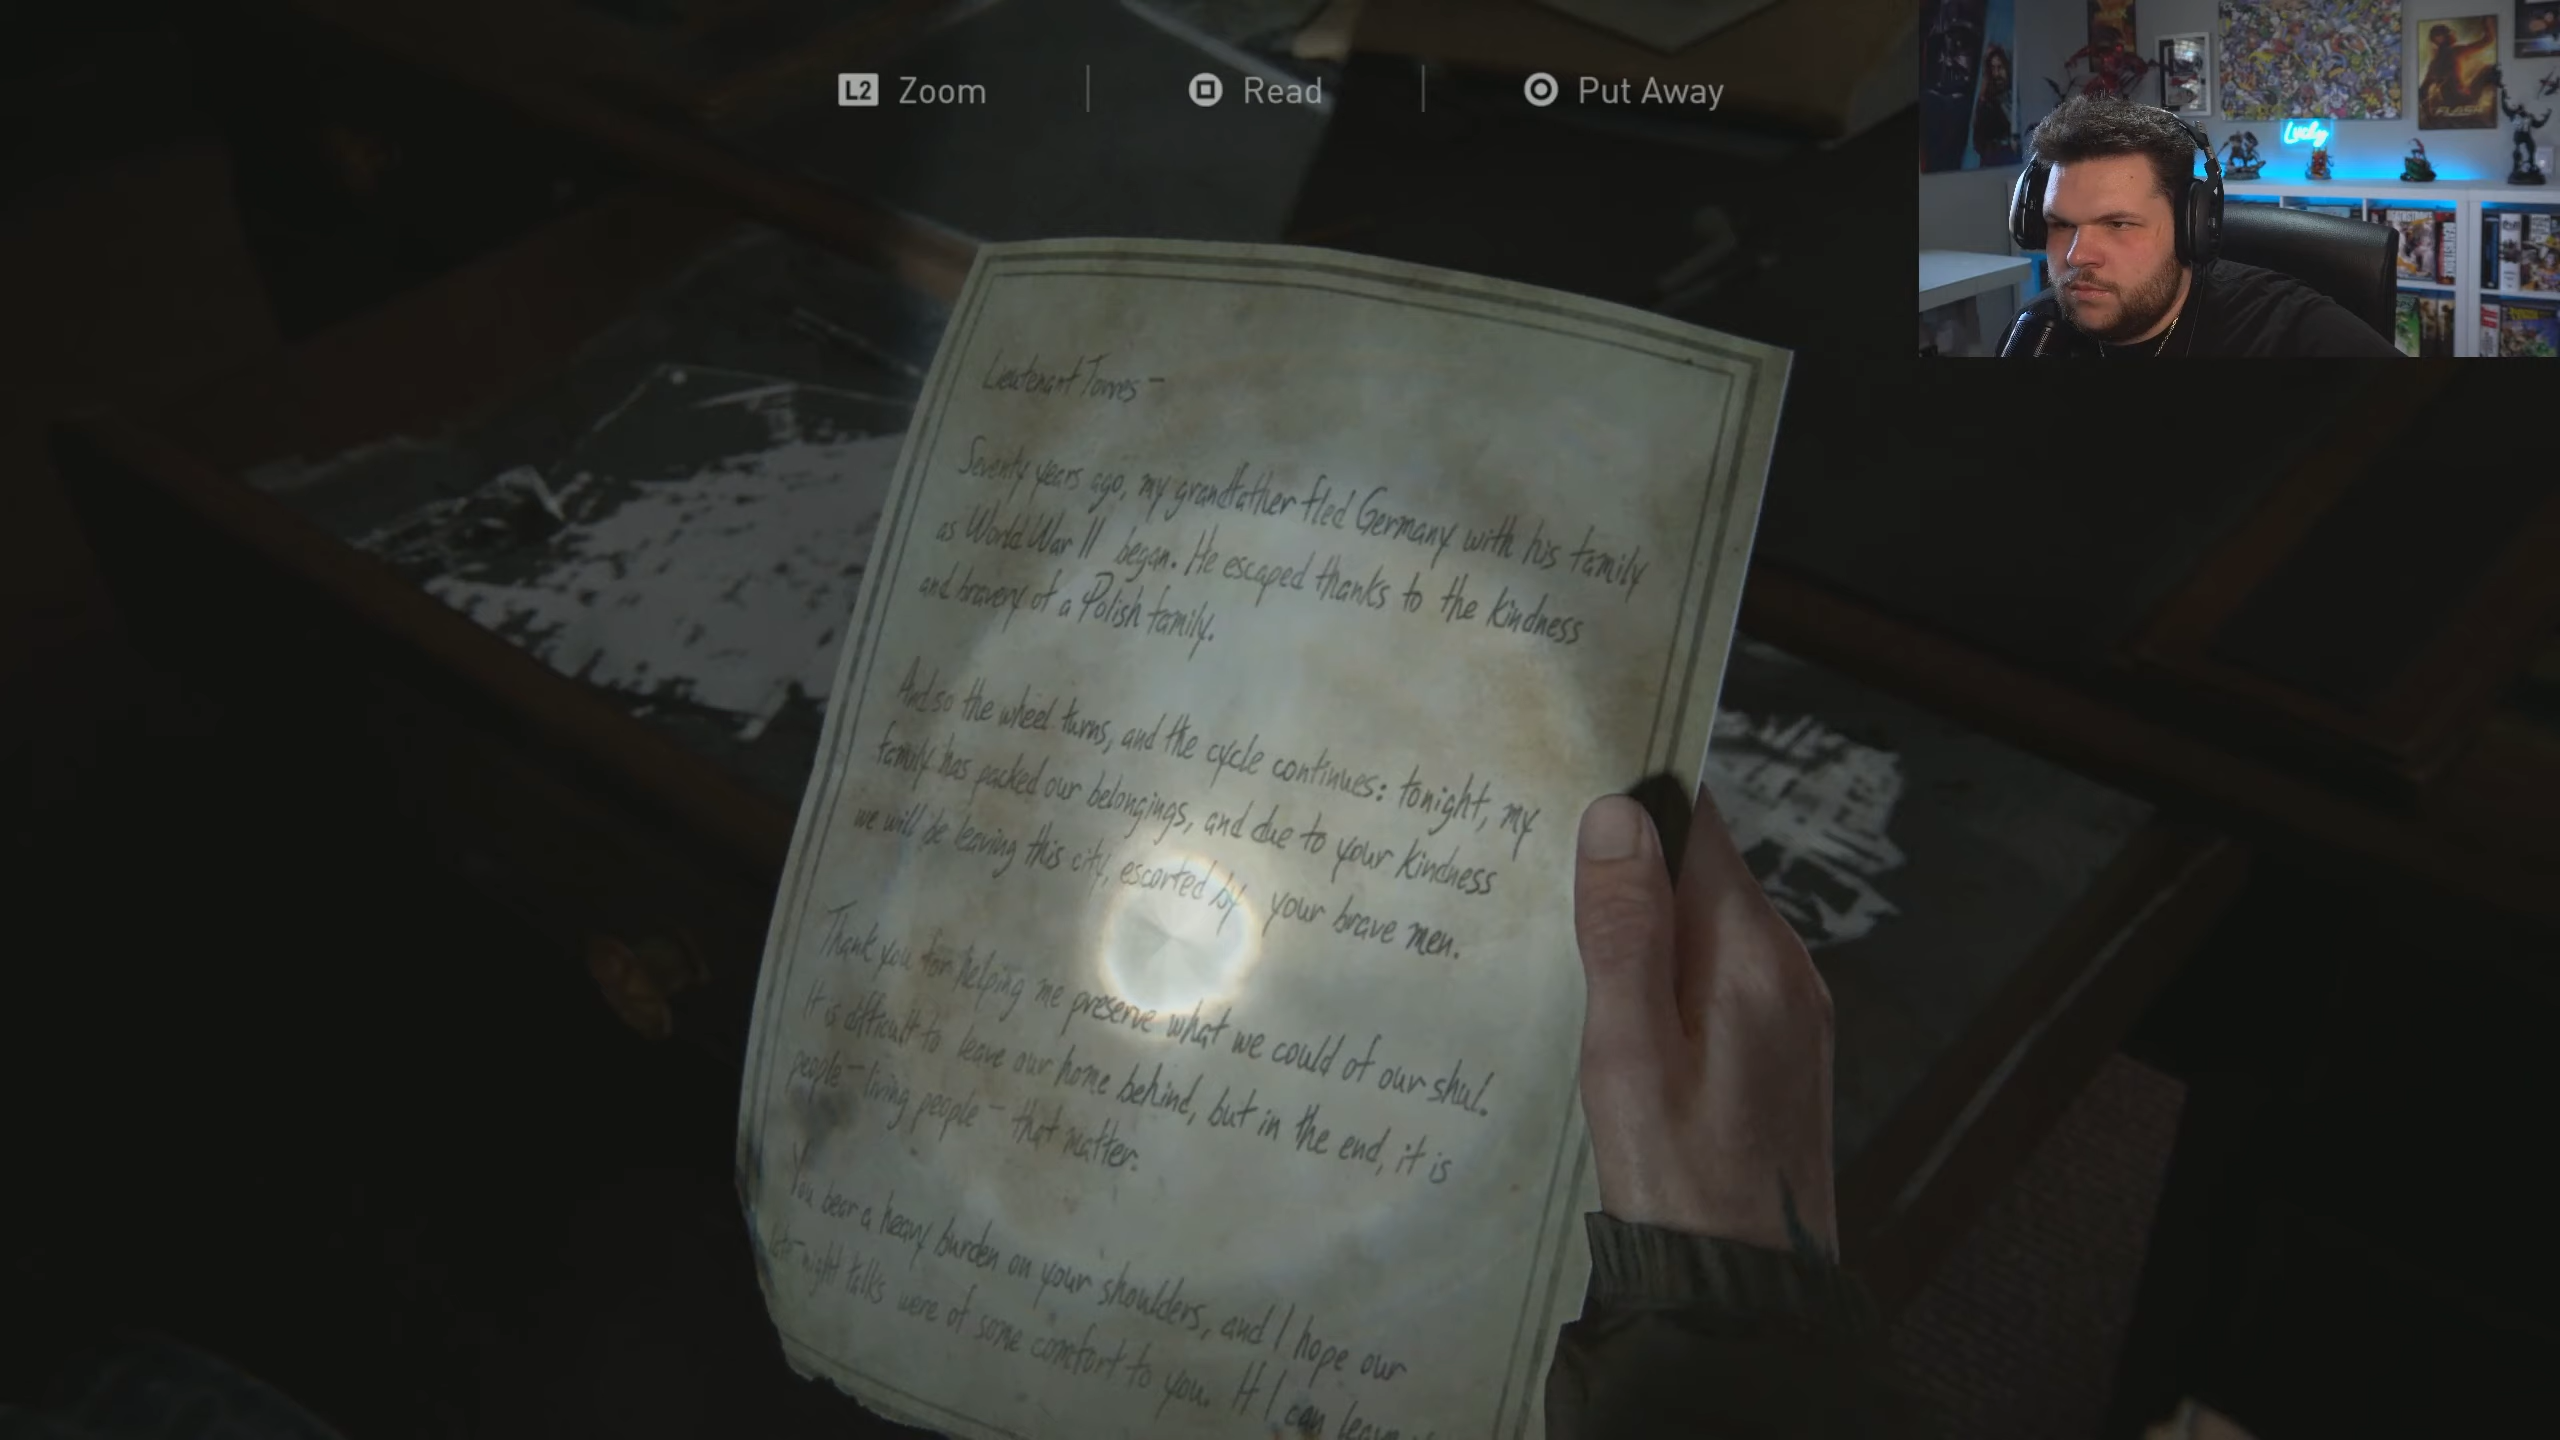 L2 Zoom
Read
Put Away
Lucky
FLASH
Lieutenant Torres —
Seventy years ago, my grandfather fled Germany with his family
as World War II began. He escaped thanks to the kindness
and bravery of a Polish family.
And so the wheel turns, and the cycle continues: tonight, my
family has packed our belongings, and due to your kindness
we will be leaving this city, escorted by your brave men.
Thank you for helping me preserve what we could of our shul.
It is difficult to leave our home behind, but in the end, it is
people — living people — that matter.
You bear a heavy burden on your shoulders, and I hope our
late-night talks were of some comfort to you. If I can leave